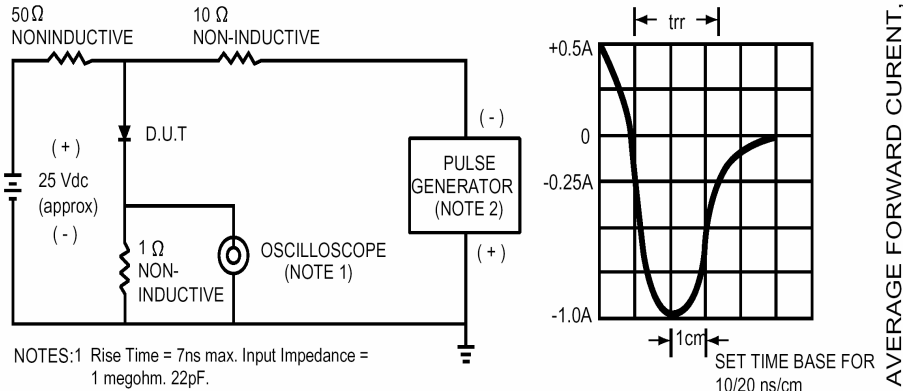 50Ω
NONINDUCTIVE
10 Ω
NON-INDUCTIVE
( + )
25 Vdc
(approx)
( - )
D.U.T
1 Ω
NON-
INDUCTIVE
OSCILLOSCOPE
(NOTE 1)
( - )
PULSE
GENERATOR
(NOTE 2)
( + )
NOTES:1 Rise Time = 7ns max. Input Impedance =
1 megohm. 22pF.
trr
+0.5A
0
-0.25A
-1.0A
1cm
SET TIME BASE FOR
10/20 ns/cm
AVERAGE FORWARD CURENT,